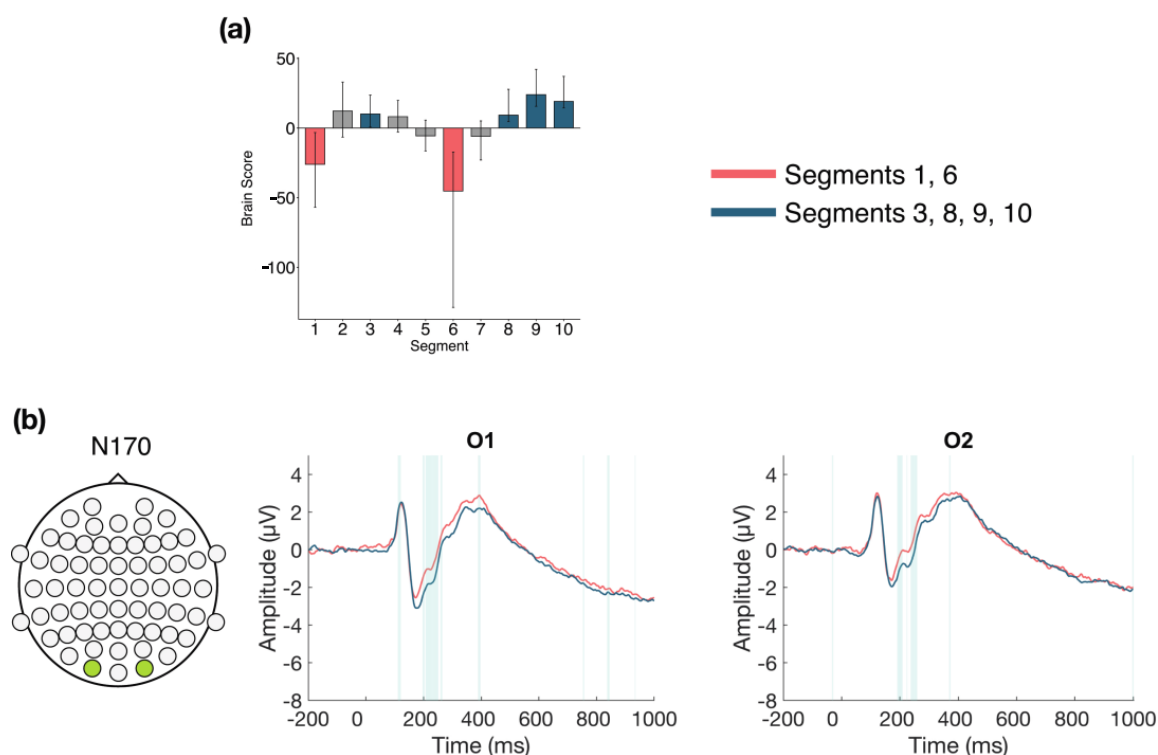 (a)
50
0
-50
-100
Brain Score
1 2 3 4 5 6 7 8 9 10
Segment
Segments 1, 6
Segments 3, 8, 9, 10
(b)
N170
O1
4
2
0
-2
-4
-6
-8
Amplitude (µV)
-200 0 200 400 600 800 1000
Time (ms)
O2
4
2
0
-2
-4
-6
-8
Amplitude (µV)
-200 0 200 400 600 800 1000
Time (ms)